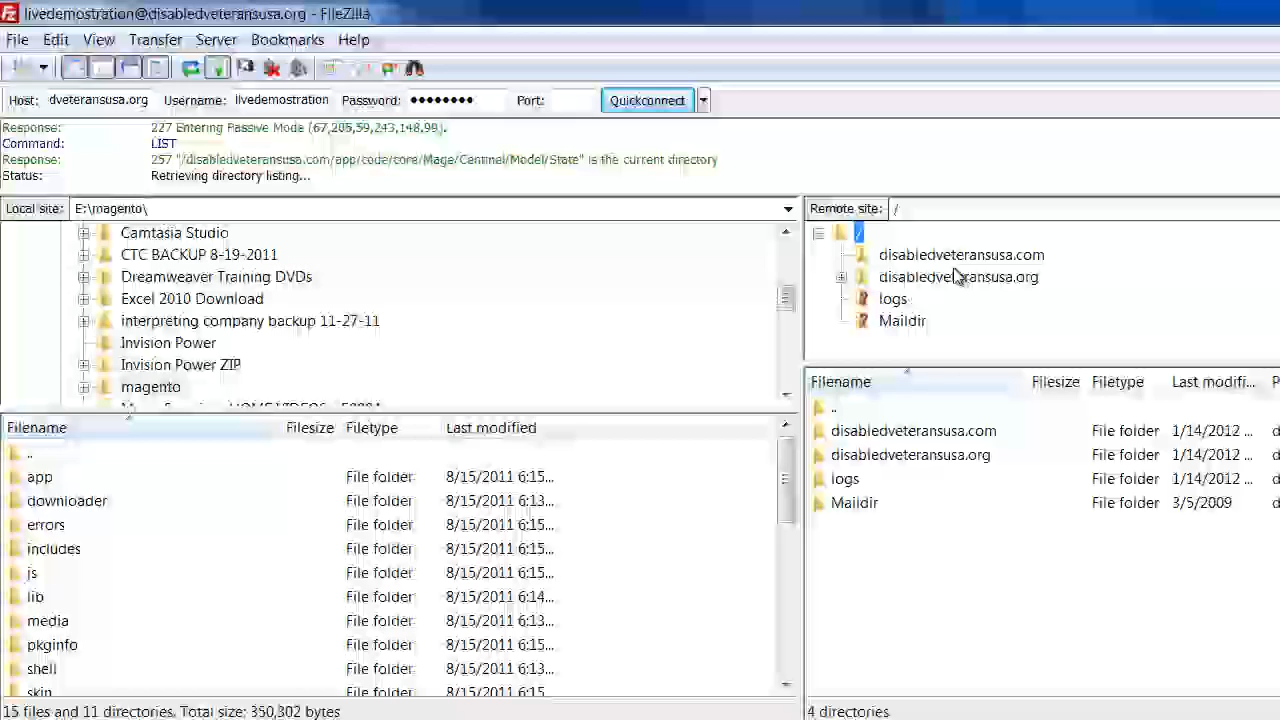 livedemostration@disabledveteransusa.org - FileZilla
File Edit View Transfer Server Bookmarks Help
Host: dveteransusa.org Username: livedemostration Password: ●●●●●●●● Port: Quickconnect
Response: 227 Entering Passive Mode (67,205,59,243,148,99).
Command: LIST
Response: 257 "/disabledveteransusa.com/app/code/core/Mage/Centinel/Model/State" is the current directory
Status: Retrieving directory listing...
Local site: E:\magento\
Camtasia Studio
CTC BACKUP 8-19-2011
Dreamweaver Training DVDs
Excel 2010 Download
interpreting company backup 11-27-11
Invision Power
Invision Power ZIP
magento
Filename Filesize Filetype Last modified
..
app File folder 8/15/2011 6:15...
downloader File folder 8/15/2011 6:13...
errors File folder 8/15/2011 6:15...
includes File folder 8/15/2011 6:15...
js File folder 8/15/2011 6:15...
lib File folder 8/15/2011 6:14...
media File folder 8/15/2011 6:13...
pkginfo File folder 8/15/2011 6:15...
shell File folder 8/15/2011 6:13...
skin File folder 8/15/2011 6:15...
15 files and 11 directories. Total size: 350,302 bytes
Remote site: /
/
disabledveteransusa.com
disabledveteransusa.org
logs
Maildir
Filename Filesize Filetype Last modifi...
..
disabledveteransusa.com File folder 1/14/2012 ...
disabledveteransusa.org File folder 1/14/2012 ...
logs File folder 1/14/2012 ...
Maildir File folder 3/5/2009
4 directories